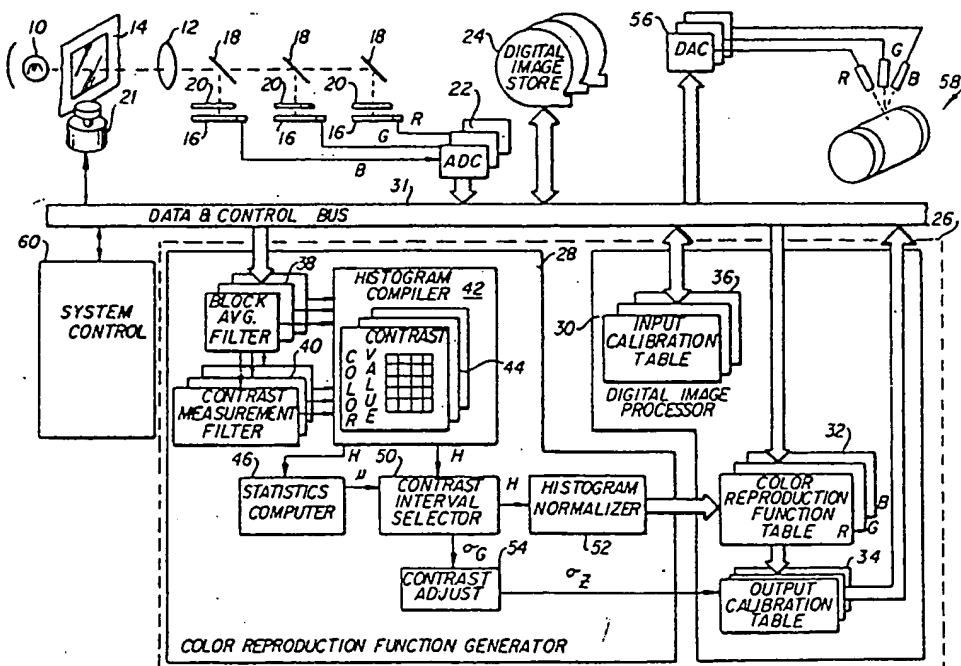 10
14
12
18
18
18
24
DIGITAL
IMAGE
STORE
56
DAC
G
R
B
58
21
20
20
20
16
16
16
R
G
B
22
ADC
31
DATA & CONTROL BUS
26
60
SYSTEM
CONTROL
38
BLOCK
AVG.
FILTER
40
CONTRAST
MEASUREMENT
FILTER
HISTOGRAM
COMPILER 42
CONTRAST
VALUE
COLOR
44
28
30
36
INPUT
CALIBRATION
TABLE
DIGITAL IMAGE
PROCESSOR
H
H
46
STATISTICS
COMPUTER
μ
50
CONTRAST
INTERVAL
SELECTOR
H
HISTOGRAM
NORMALIZER
52
32
COLOR
REPRODUCTION
FUNCTION
TABLE
R
G
B
σG
54
CONTRAST
ADJUST
σZ
34
OUTPUT
CALIBRATION
TABLE
COLOR REPRODUCTION FUNCTION GENERATOR